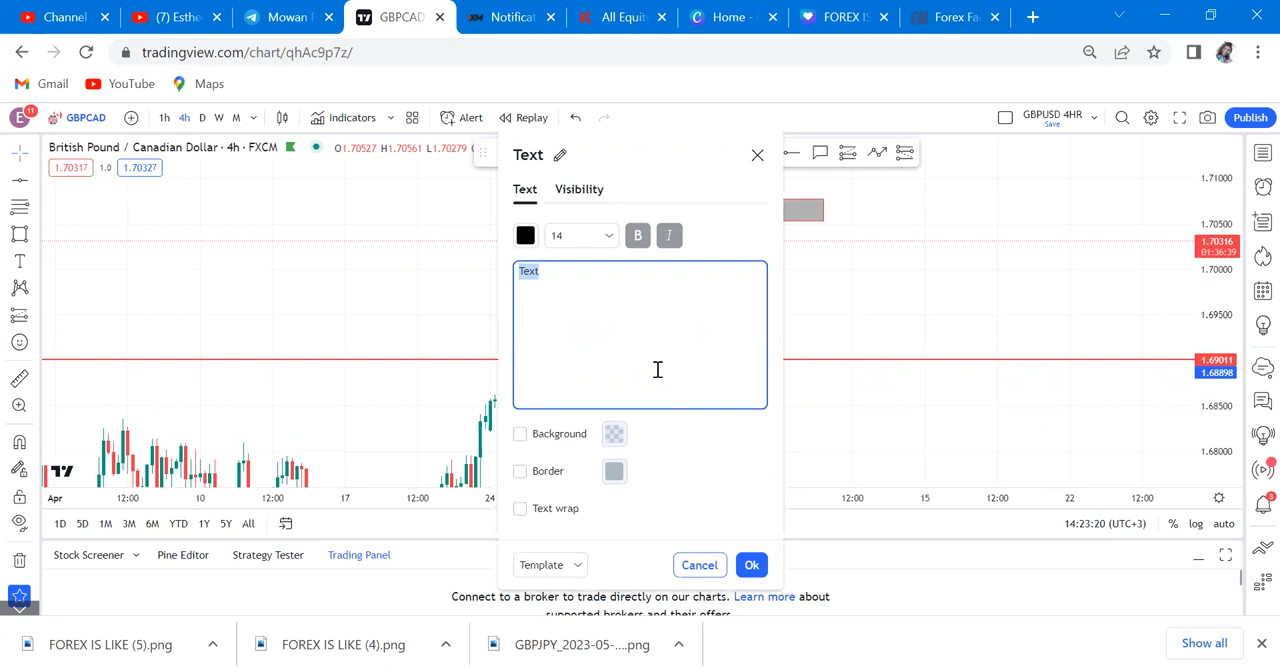 Channel
(7) Esthe
Mowan
GBPCAD
Notificat
All Equit
Home -
FOREX IS
Forex Fa
tradingview.com/chart/qhAc9p7z/
Gmail
YouTube
Maps
E
11
GBPCAD
1h 4h D W M
Indicators
Alert
Replay
GBPUSD 4HR
Save
Publish
British Pound / Canadian Dollar · 4h · FXCM O1.70527 H1.70561 L1.70279
1.70317 1.0 1.70327
Text
Text Visibility
14
B
I
Text
Background
Border
Text wrap
Template
Cancel
Ok
1.71000
1.70500
1.70316
01:36:39
1.70000
1.69500
1.69011
1.68898
1.68500
1.68000
Apr 12:00 10 12:00 17 12:00 24 12:00 15 12:00 22 12:00
1D 5D 1M 3M 6M YTD 1Y 5Y All
14:23:20 (UTC+3) % log auto
Stock Screener
Pine Editor
Strategy Tester
Trading Panel
3
Connect to a broker to trade directly on our charts. Learn more about
supported brokers and their offers.
FOREX IS LIKE (5).png
FOREX IS LIKE (4).png
GBPJPY_2023-05-....png
Show all